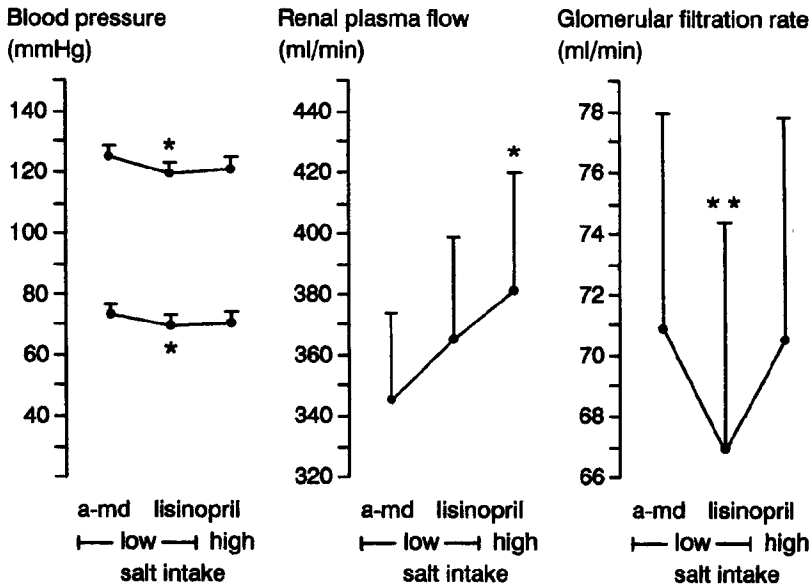 Blood pressure
(mmHg)
140
120
100
80
60
40
*
*
a-md lisinopril
low high
salt intake
Renal plasma flow
(ml/min)
440
420
400
380
360
340
320
*
a-md lisinopril
low high
salt intake
Glomerular filtration rate
(ml/min)
78
76
74
72
70
68
66
**
a-md lisinopril
low high
salt intake